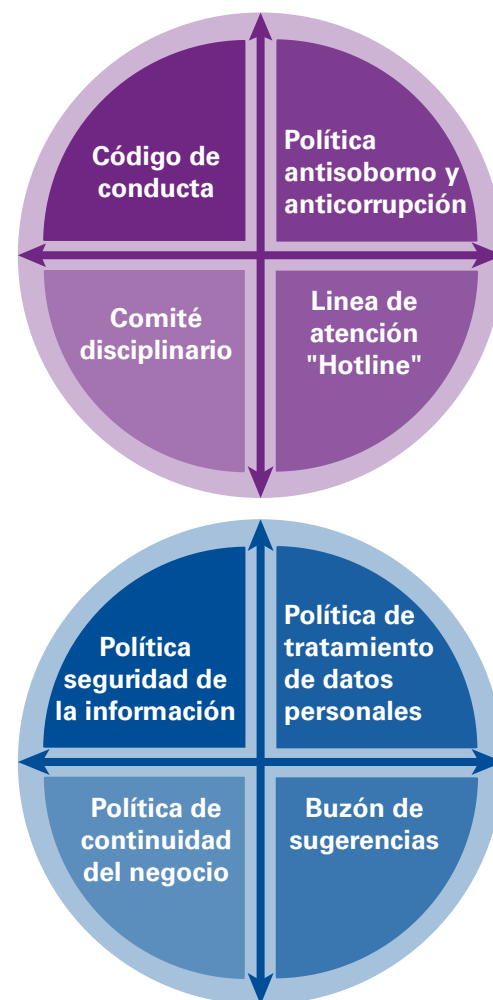 Código de
conducta
Política
antisoborno y
anticorrupción
Comité
disciplinario
Linea de
atención
"Hotline"
Política
seguridad de
la información
Política de
tratamiento
de datos
personales
Política de
continuidad
del negocio
Buzón de
sugerencias